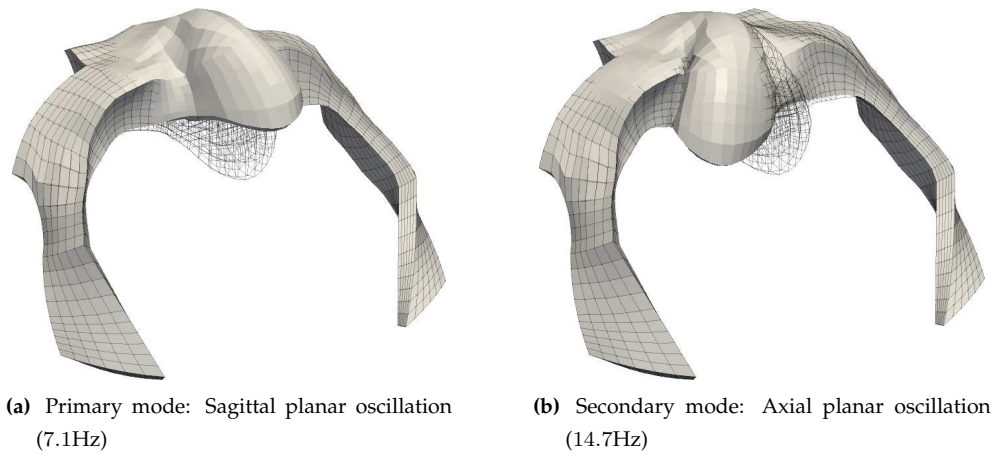 (a) Primary mode: Sagittal planar oscillation
(7.1Hz)
(b) Secondary mode: Axial planar oscillation
(14.7Hz)